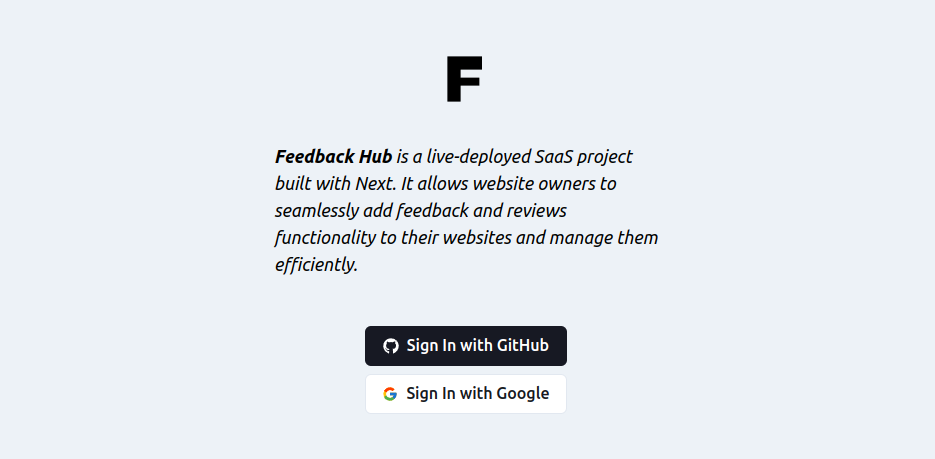 F
Feedback Hub is a live-deployed SaaS project
built with Next. It allows website owners to
seamlessly add feedback and reviews
functionality to their websites and manage them
efficiently.
Sign In with GitHub
Sign In with Google